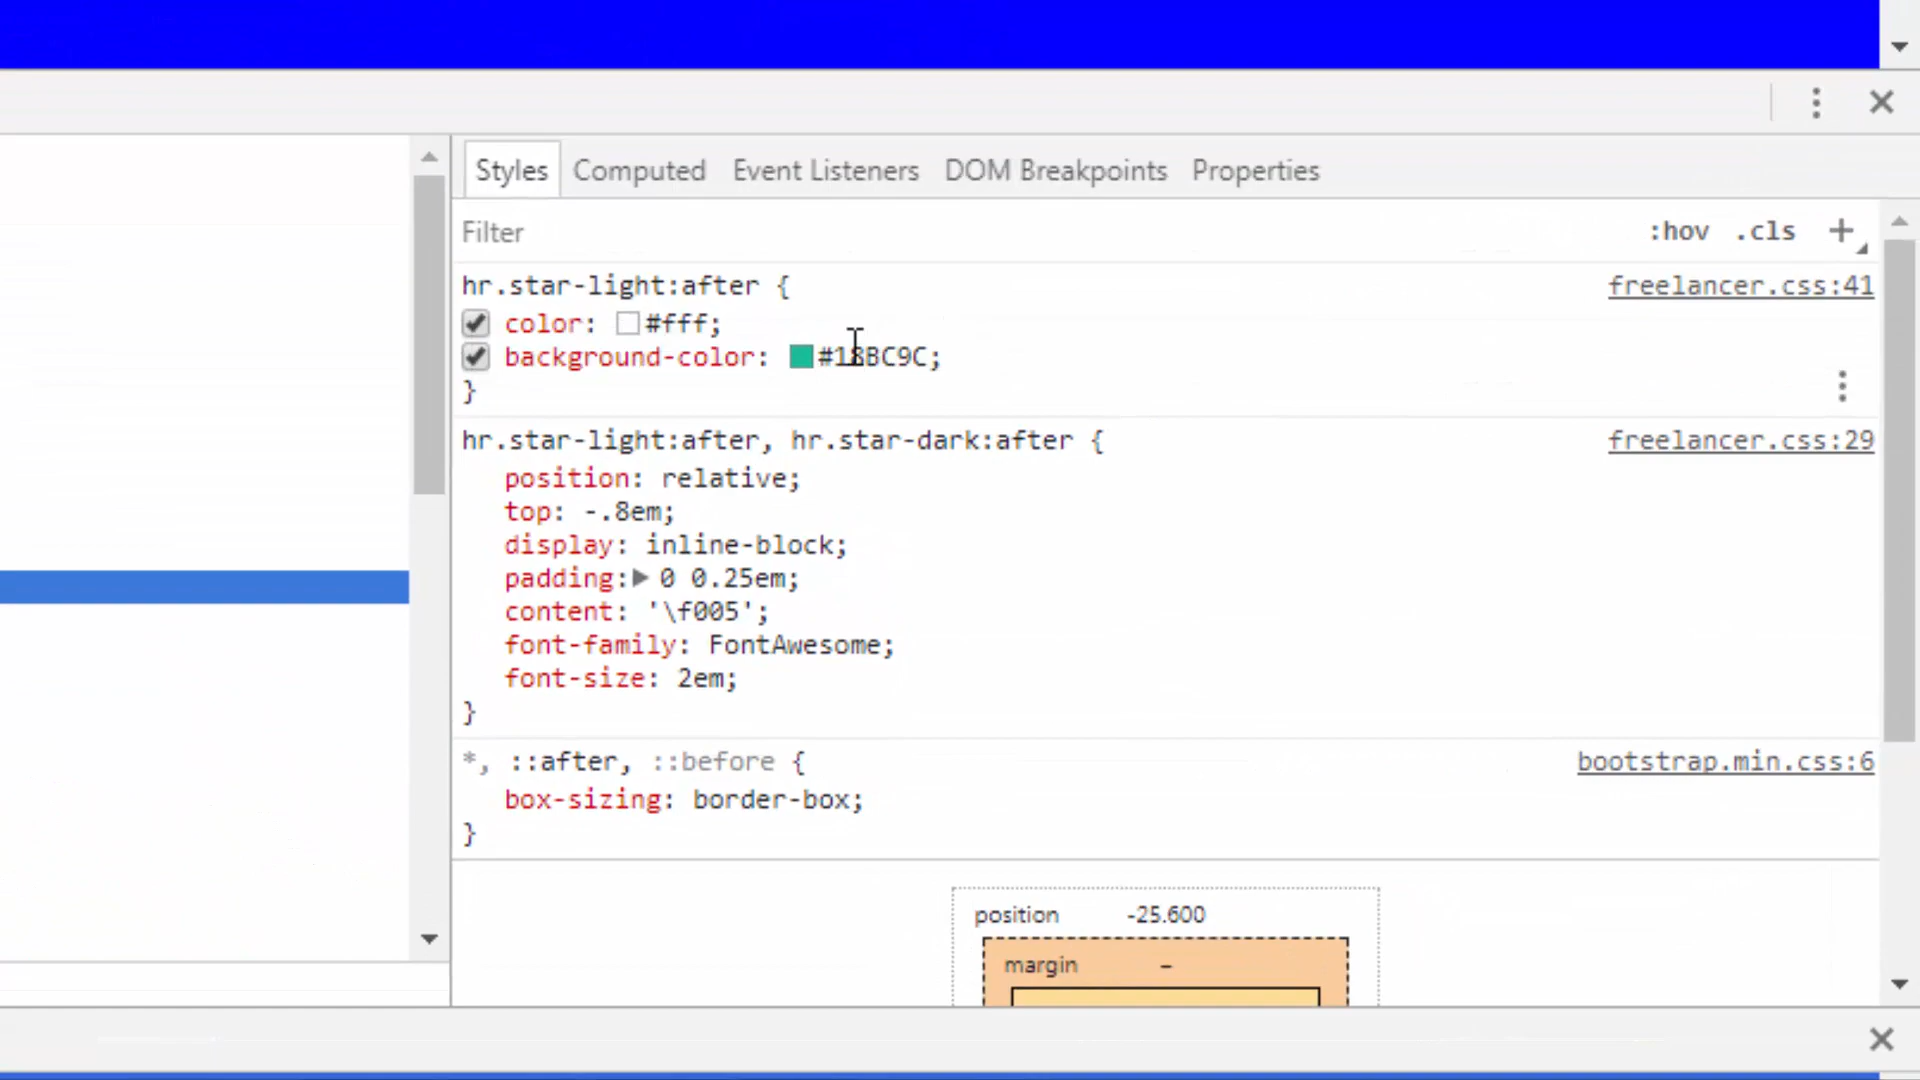 Styles Computed Event Listeners DOM Breakpoints Properties
Filter :hov .cls +
hr.star-light:after { freelancer.css:41
color: #fff;
background-color: #18BC9C;
}
hr.star-light:after, hr.star-dark:after { freelancer.css:29
position: relative;
top: -.8em;
display: inline-block;
padding: 0 0.25em;
content: '\f005';
font-family: FontAwesome;
font-size: 2em;
}
*, ::after, ::before { bootstrap.min.css:6
box-sizing: border-box;
}
position -25.600
margin –